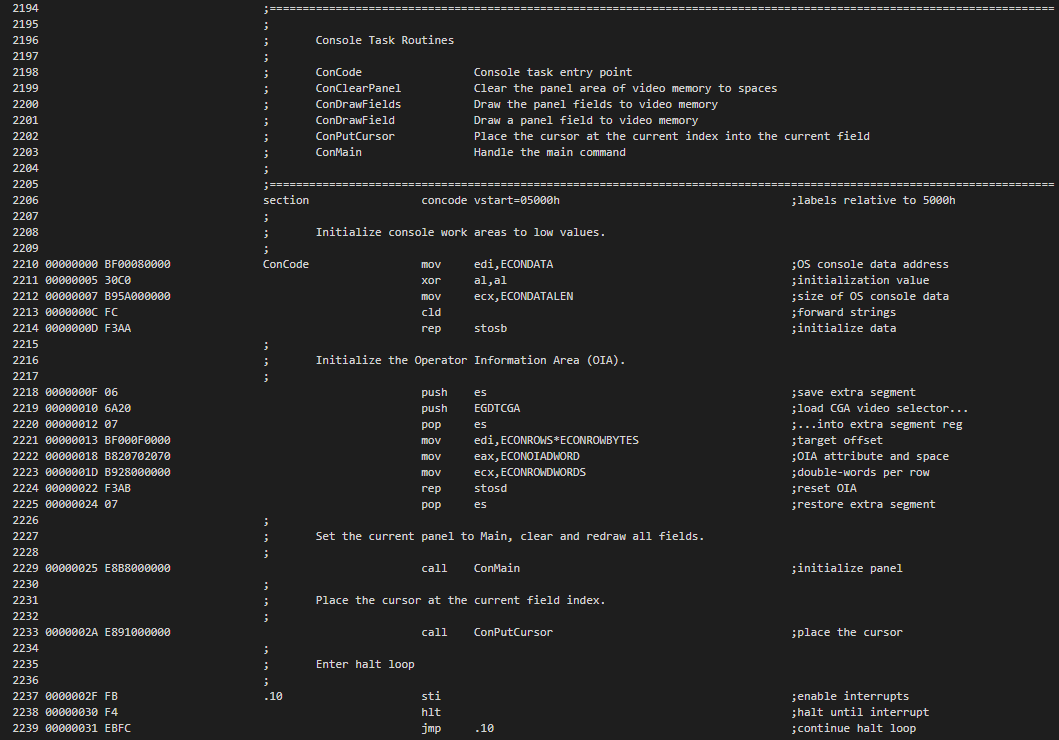 2194 ;=======================================================================================================================
2195 ;
2196 ; Console Task Routines
2197 ;
2198 ; ConCode Console task entry point
2199 ; ConClearPanel Clear the panel area of video memory to spaces
2200 ; ConDrawFields Draw the panel fields to video memory
2201 ; ConDrawField Draw a panel field to video memory
2202 ; ConPutCursor Place the cursor at the current index into the current field
2203 ; ConMain Handle the main command
2204 ;
2205 ;=======================================================================================================================
2206 section concode vstart=05000h ;labels relative to 5000h
2207 ;
2208 ; Initialize console work areas to low values.
2209 ;
2210 00000000 BF00080000 ConCode mov edi,ECONDATA ;OS console data address
2211 00000005 30C0 xor al,al ;initialization value
2212 00000007 B95A000000 mov ecx,ECONDATALEN ;size of OS console data
2213 0000000C FC cld ;forward strings
2214 0000000D F3AA rep stosb ;initialize data
2215 ;
2216 ; Initialize the Operator Information Area (OIA).
2217 ;
2218 0000000F 06 push es ;save extra segment
2219 00000010 6A20 push EGDTCGA ;load CGA video selector...
2220 00000012 07 pop es ;...into extra segment reg
2221 00000013 BF000F0000 mov edi,ECONROWS*ECONROWBYTES ;target offset
2222 00000018 B820702070 mov eax,ECONOIADWORD ;OIA attribute and space
2223 0000001D B928000000 mov ecx,ECONROWDWORDS ;double-words per row
2224 00000022 F3AB rep stosd ;reset OIA
2225 00000024 07 pop es ;restore extra segment
2226 ;
2227 ; Set the current panel to Main, clear and redraw all fields.
2228 ;
2229 00000025 E8B8000000 call ConMain ;initialize panel
2230 ;
2231 ; Place the cursor at the current field index.
2232 ;
2233 0000002A E891000000 call ConPutCursor ;place the cursor
2234 ;
2235 ; Enter halt loop
2236 ;
2237 0000002F FB .10 sti ;enable interrupts
2238 00000030 F4 hlt ;halt until interrupt
2239 00000031 EBFC jmp .10 ;continue halt loop